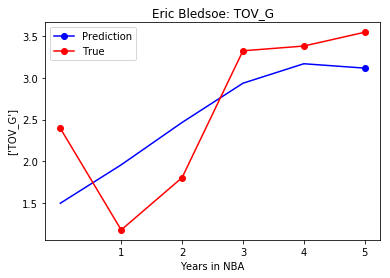 Eric Bledsoe: TOV_G
Prediction
True
3.5
3.0
2.5
2.0
1.5
['TOV_G']
1 2 3 4 5
Years in NBA